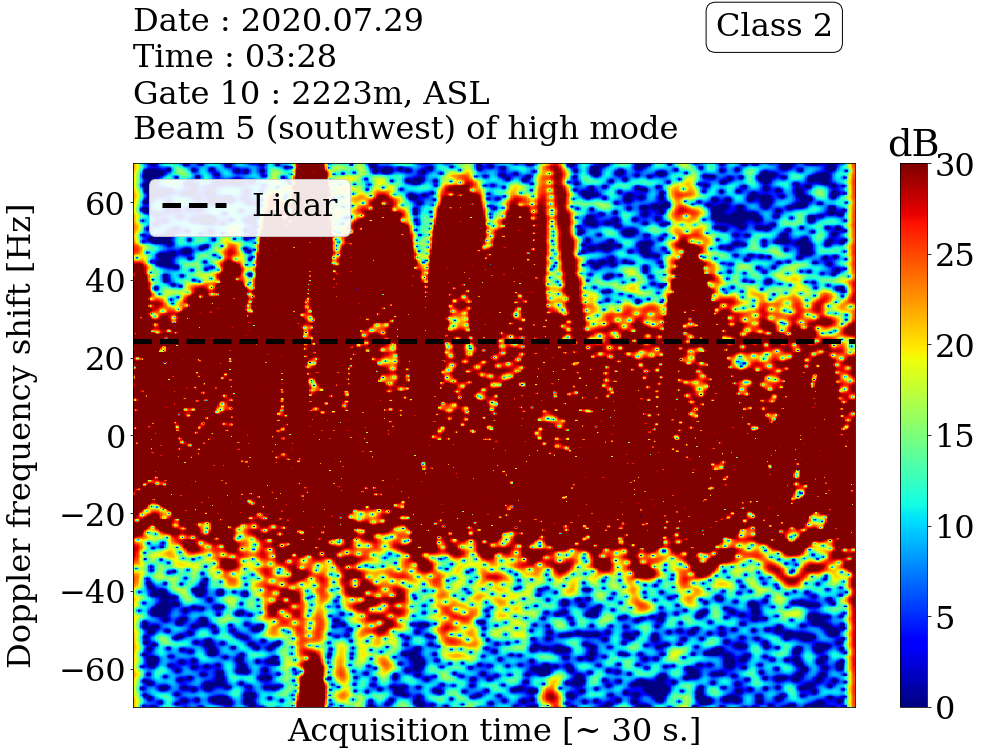 Date : 2020.07.29
Time : 03:28
Gate 10 : 2223m, ASL
Beam 5 (southwest) of high mode
Class 2
dB
Lidar
Doppler frequency shift [Hz]
60
40
20
0
−20
−40
−60
30
25
20
15
10
5
0
Acquisition time [~ 30 s.]